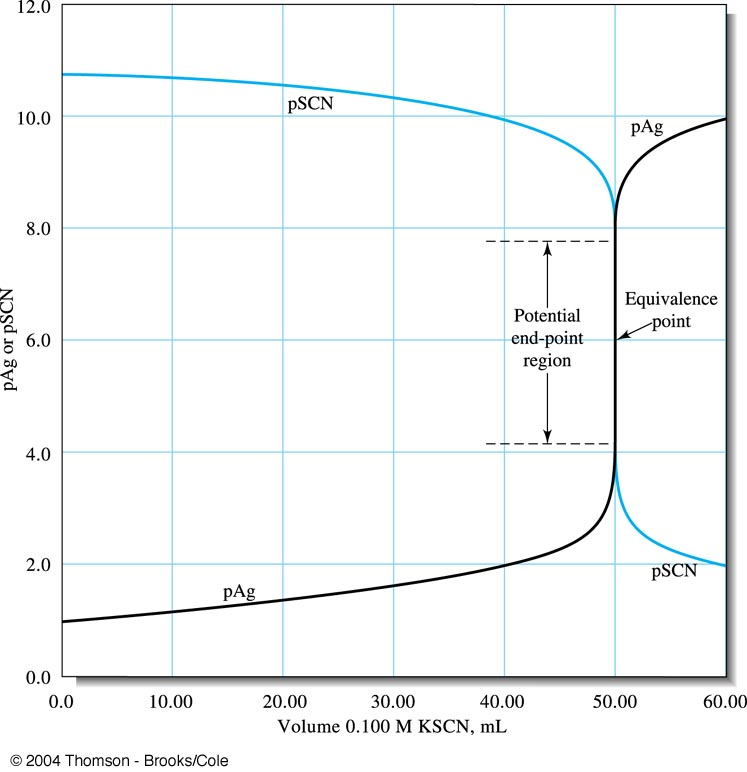 12.0
10.0
8.0
6.0
4.0
2.0
0.0
pAg or pSCN
pSCN
pAg
Potential
end-point
region
Equivalence
point
pAg
pSCN
0.0 10.00 20.00 30.00 40.00 50.00 60.00
Volume 0.100 M KSCN, mL
© 2004 Thomson - Brooks/Cole